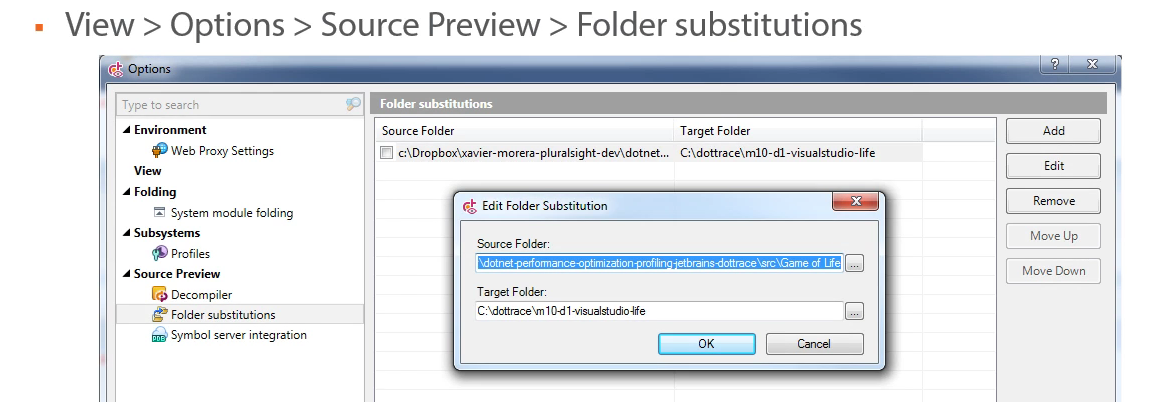 ▪ View > Options > Source Preview > Folder substitutions
Options
?
Type to search
Environment
Web Proxy Settings
View
Folding
System module folding
Subsystems
Profiles
Source Preview
Decompiler
Folder substitutions
Symbol server integration
Folder substitutions
Source Folder Target Folder
c:\Dropbox\xavier-morera-pluralsight-dev\dotnet... C:\dottrace\m10-d1-visualstudio-life
Add
Edit
Remove
Move Up
Move Down
Edit Folder Substitution
Source Folder:
\dotnet-performance-optimization-profiling-jetbrains-dottrace\src\Game of Life
...
Target Folder:
C:\dottrace\m10-d1-visualstudio-life
...
OK Cancel